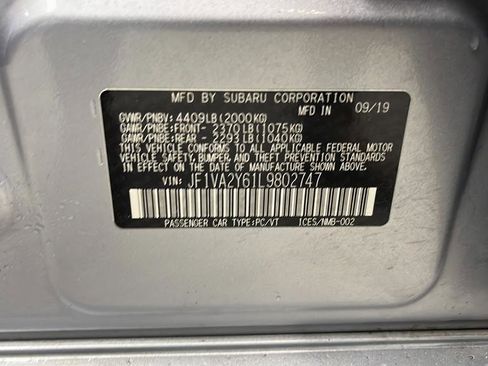 MFD BY SUBARU CORPORATION
MFD IN 09/19
GVWR/PNBV: 4409LB(2000KG)
GAWR/PNBE:FRONT- 2370LB(1075KG)
GAWR/PNBE:REAR - 2293LB(1040KG)
THIS VEHICLE CONFORMS TO ALL APPLICABLE FEDERAL MOTOR
VEHICLE SAFETY, BUMPER, AND THEFT PREVENTION STANDARDS
IN EFFECT ON THE DATE OF MANUFACTURE SHOWN ABOVE.
VIN: JF1VA2Y61L9802747
PASSENGER CAR TYPE:PC/VT ICES/NMB-002